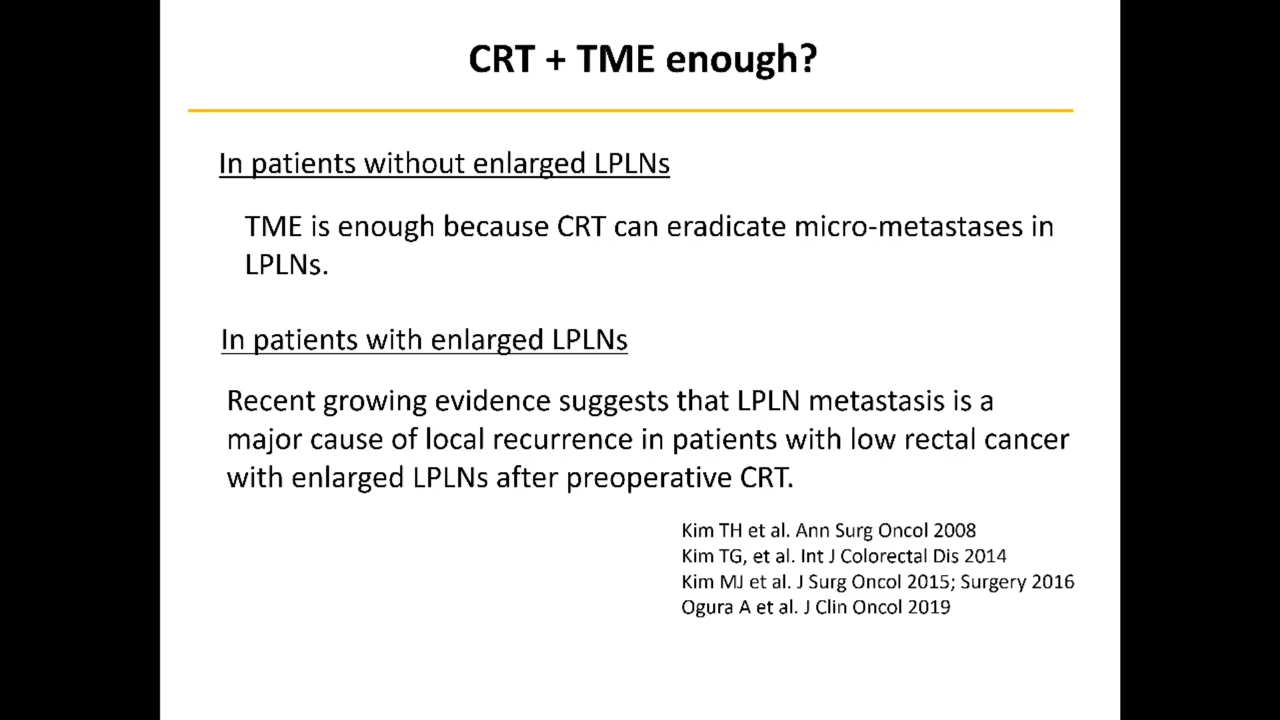 CRT + TME enough?
In patients without enlarged LPLNs
TME is enough because CRT can eradicate micro-metastases in
LPLNs.
In patients with enlarged LPLNs
Recent growing evidence suggests that LPLN metastasis is a
major cause of local recurrence in patients with low rectal cancer
with enlarged LPLNs after preoperative CRT.
Kim TH et al. Ann Surg Oncol 2008
Kim TG, et al. Int J Colorectal Dis 2014
Kim MJ et al. J Surg Oncol 2015; Surgery 2016
Ogura A et al. J Clin Oncol 2019